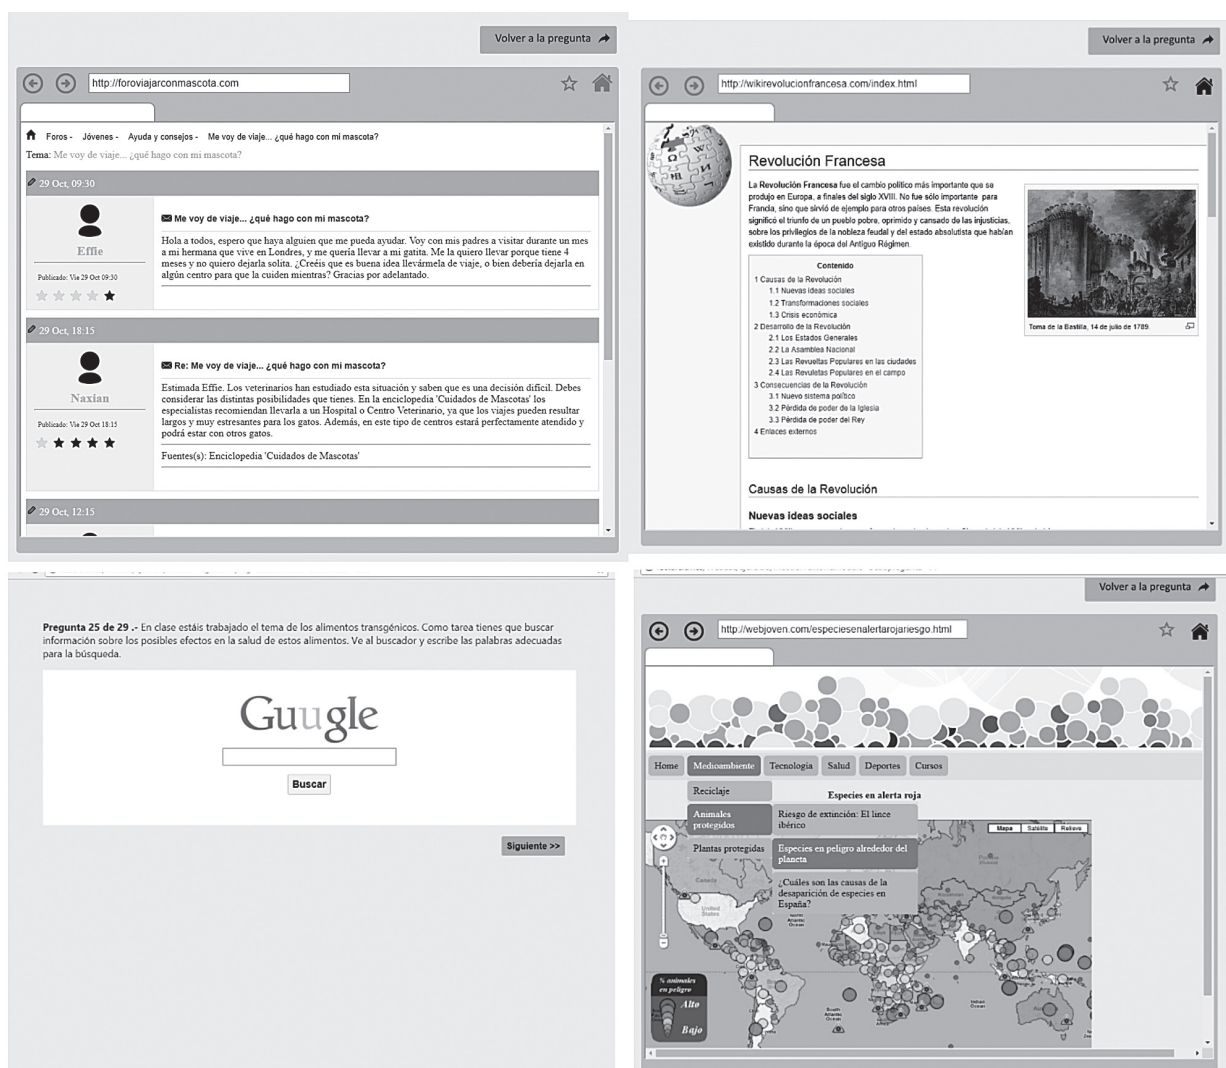 Volver a la pregunta
http://foroviajarconmascota.com
Foros - Jóvenes - Ayuda y consejos - Me voy de viaje... ¿qué hago con mi mascota?
Tema: Me voy de viaje... ¿qué hago con mi mascota?
29 Oct, 09:30
Effie
Publicado: Vie 29 Oct 09:30
Me voy de viaje... ¿qué hago con mi mascota?
Hola a todos, espero que haya alguien que me pueda ayudar. Voy con mis padres a visitar durante un mes
a mi hermana que vive en Londres, y me quería llevar a mi gatita. Me la quiero llevar porque tiene 4
meses y no quiero dejarla solita. ¿Creéis que es buena idea llevármela de viaje, o bien debería dejarla en
algún centro para que la cuiden mientras? Gracias por adelantado.
29 Oct, 18:15
Naxian
Publicado: Vie 29 Oct 18:15
Re: Me voy de viaje... ¿qué hago con mi mascota?
Estimada Effie. Los veterinarios han estudiado esta situación y saben que es una decisión difícil. Debes
considerar las distintas posibilidades que tienes. En la enciclopedia 'Cuidados de Mascotas' los
especialistas recomiendan llevarla a un Hospital o Centro Veterinario, ya que los viajes pueden resultar
largos y muy estresantes para los gatos. Además, en este tipo de centros estará perfectamente atendido y
podrá estar con otros gatos.
Fuentes(s): Enciclopedia 'Cuidados de Mascotas'
29 Oct, 12:15
Volver a la pregunta
http://wikirevolucionfrancesa.com/index.html
Revolución Francesa
La Revolución Francesa fue el cambio político más importante que se
produjo en Europa, a finales del siglo XVIII. No fue sólo importante para
Francia, sino que sirvió de ejemplo para otros países. Esta revolución
significó el triunfo de un pueblo pobre, oprimido y cansado de las injusticias,
sobre los privilegios de la nobleza feudal y del estado absolutista que habían
existido durante la época del Antiguo Régimen.
Contenido
1 Causas de la Revolución
1.1 Nuevas ideas sociales
1.2 Transformaciones sociales
1.3 Crisis económica
2 Desarrollo de la Revolución
2.1 Los Estados Generales
2.2 La Asamblea Nacional
2.3 Las Revueltas Populares en las ciudades
2.4 Las Revuletas Populares en el campo
3 Consecuencias de la Revolución
3.1 Nuevo sistema político
3.2 Pérdida de poder de la Iglesia
3.3 Pérdida de poder del Rey
4 Enlaces externos
Toma de la Bastilla, 14 de julio de 1789.
Causas de la Revolución
Nuevas ideas sociales
Pregunta 25 de 29 .- En clase estáis trabajado el tema de los alimentos transgénicos. Como tarea tienes que buscar
información sobre los posibles efectos en la salud de estos alimentos. Ve al buscador y escribe las palabras adecuadas
para la búsqueda.
Guugle
Buscar
Siguiente >>
Volver a la pregunta
http://webjoven.com/especiesenalertarojariesgo.html
Home Medioambiente Tecnología Salud Deportes Cursos
Reciclaje
Especies en alerta roja
Animales
protegidos
Riesgo de extinción: El lince
ibérico
Plantas protegidas
Especies en peligro alrededor del
planeta
¿Cuáles son las causas de la
desaparición de especies en
España?
Mapa Satélite Relieve
Canada
United
States
North
Atlantic
Ocean
South
Atlantic
Ocean
Indian
Ocean
% animales
en peligro
Alto
Bajo